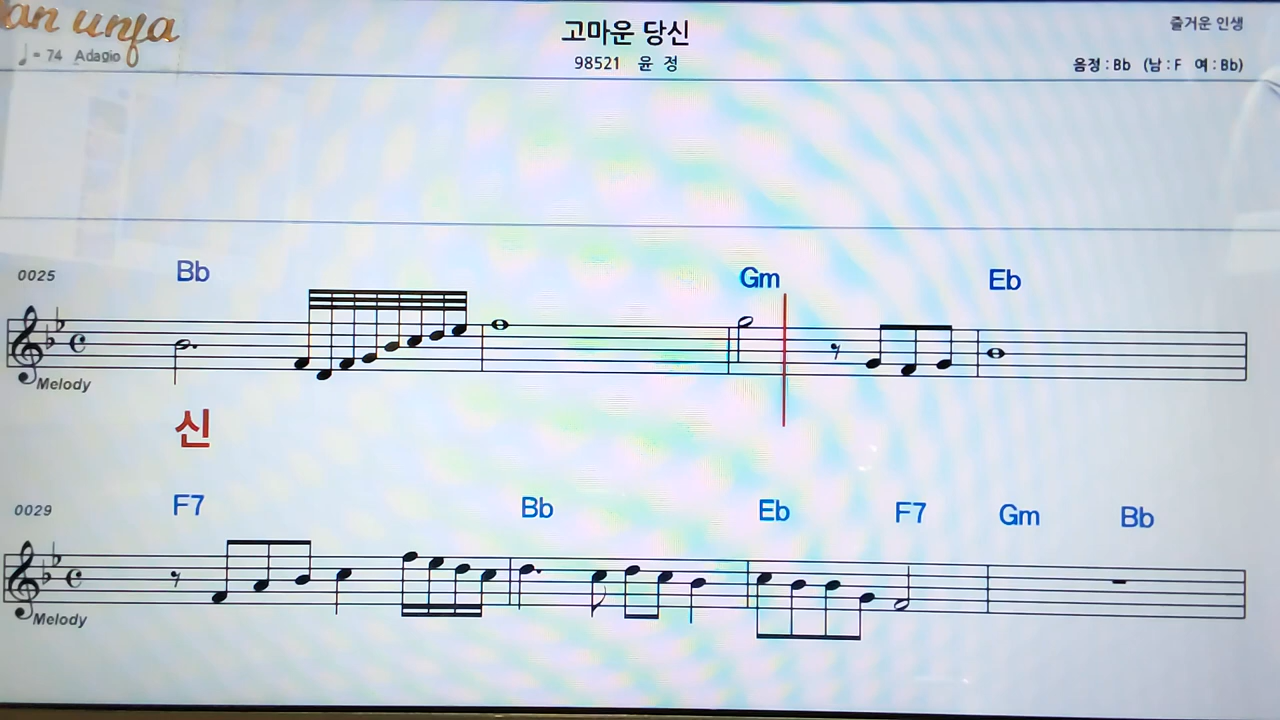 an unfa
고마운 당신
즐거운 인생
♩= 74 Adagio
98521 윤 정
음정 : Bb (남 : F 여 : Bb)
0025 Bb Gm Eb
Melody
신
0029 F7 Bb Eb F7 Gm Bb
Melody